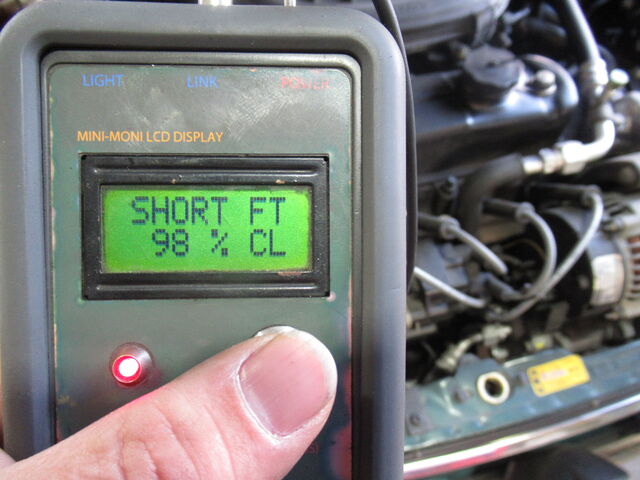 LIGHT LINK POWER
MINI-MONI LCD DISPLAY
SHORT FT
98 % CL